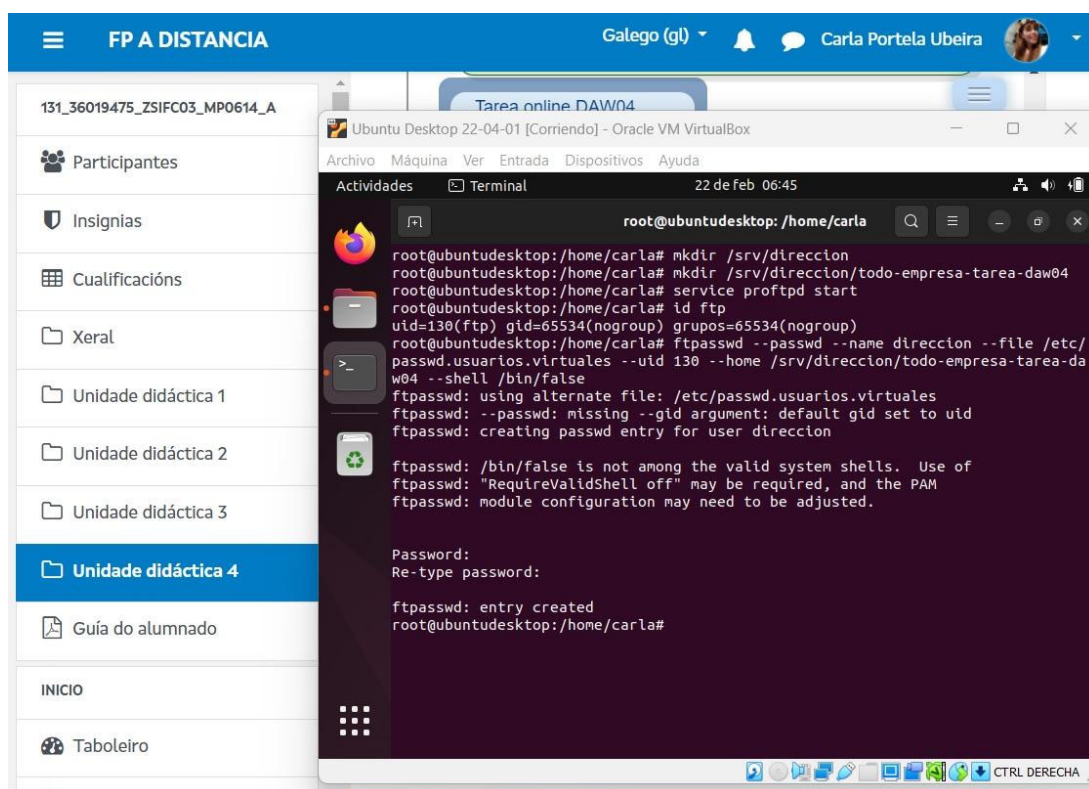 FP A DISTANCIA
Galego (gl)
Carla Portela Ubeira
131_36019475_ZSIFC03_MP0614_A
Participantes
Insignias
Cualificacións
Xeral
Unidade didáctica 1
Unidade didáctica 2
Unidade didáctica 3
Unidade didáctica 4
Guía do alumnado
INICIO
Taboleiro
Tarea online DAW04
Ubuntu Desktop 22-04-01 [Corriendo] - Oracle VM VirtualBox
Archivo Máquina Ver Entrada Dispositivos Ayuda
Actividades Terminal 22 de feb 06:45
root@ubuntudesktop: /home/carla
root@ubuntudesktop:/home/carla# mkdir /srv/direccion
root@ubuntudesktop:/home/carla# mkdir /srv/direccion/todo-empresa-tarea-daw04
root@ubuntudesktop:/home/carla# service proftpd start
root@ubuntudesktop:/home/carla# id ftp
uid=130(ftp) gid=65534(nogroup) grupos=65534(nogroup)
root@ubuntudesktop:/home/carla# ftpasswd --passwd --name direccion --file /etc/
passwd.usuarios.virtuales --uid 130 --home /srv/direccion/todo-empresa-tarea-da
w04 --shell /bin/false
ftpasswd: using alternate file: /etc/passwd.usuarios.virtuales
ftpasswd: --passwd: missing --gid argument: default gid set to uid
ftpasswd: creating passwd entry for user direccion
ftpasswd: /bin/false is not among the valid system shells.  Use of
ftpasswd: "RequireValidShell off" may be required, and the PAM
ftpasswd: module configuration may need to be adjusted.
Password:
Re-type password:
ftpasswd: entry created
root@ubuntudesktop:/home/carla#
CTRL DERECHA